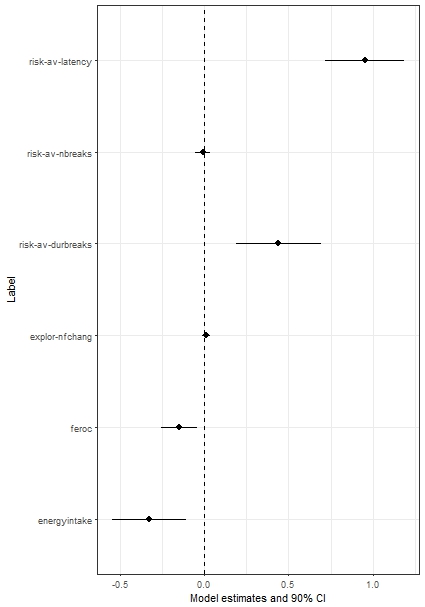 risk-av-latency
risk-av-nbreaks
risk-av-durbreaks
explor-nfchang
feroc
energyintake
Label
-0.5 0.0 0.5 1.0
Model estimates and 90% CI